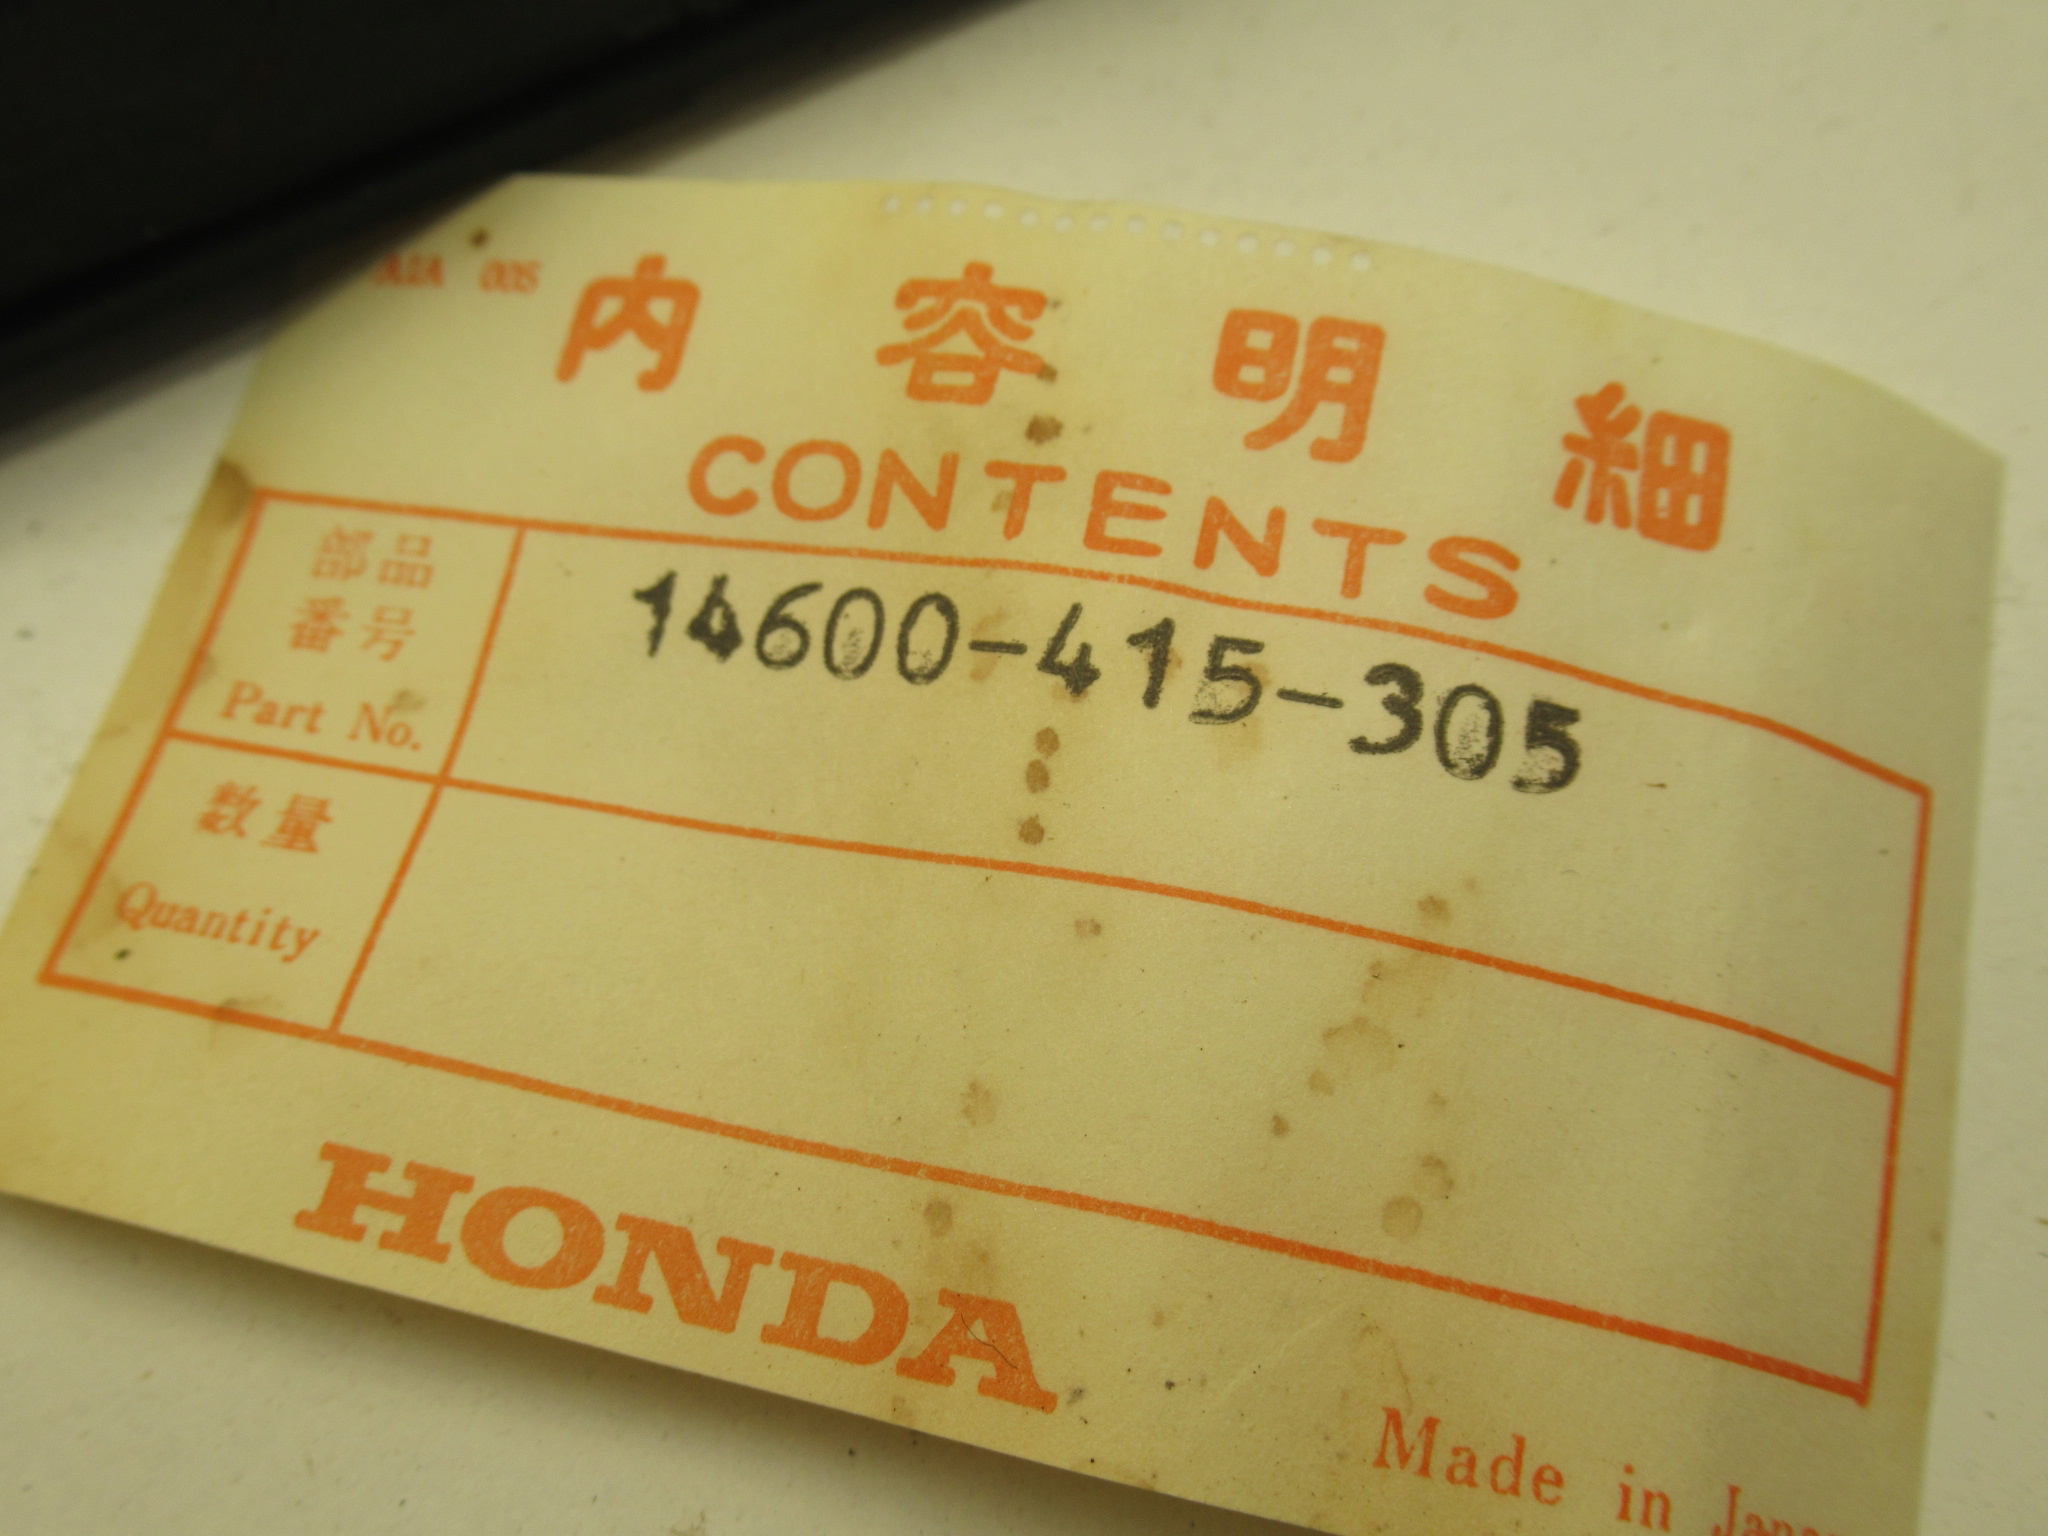 内容明細
CONTENTS
部品
番号
Part No.
14600-415-305
数量
Quantity
HONDA
Made in Japa